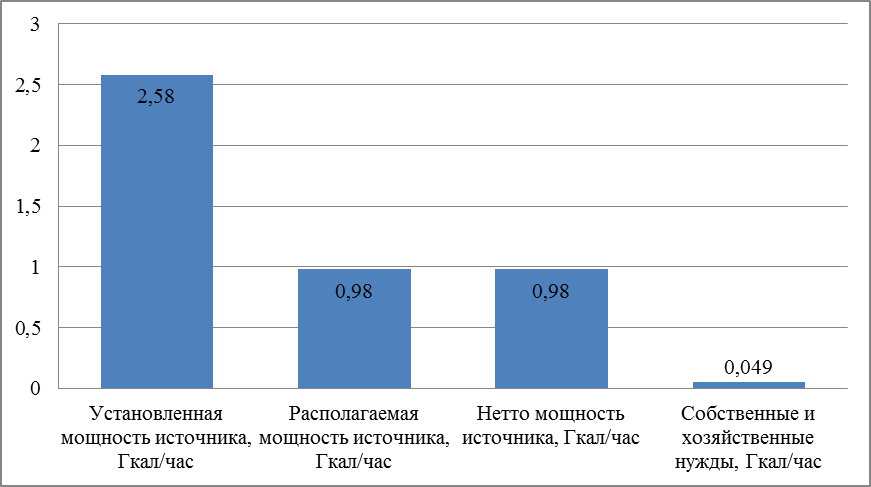 3
2,5
2
1,5
1
0,5
0
2,58
0,98
0,98
0,049
Установленная
мощность источника,
Гкал/час
Располагаемая
мощность источника,
Гкал/час
Нетто мощность
источника, Гкал/час
Собственные и
хозяйственные
нужды, Гкал/час